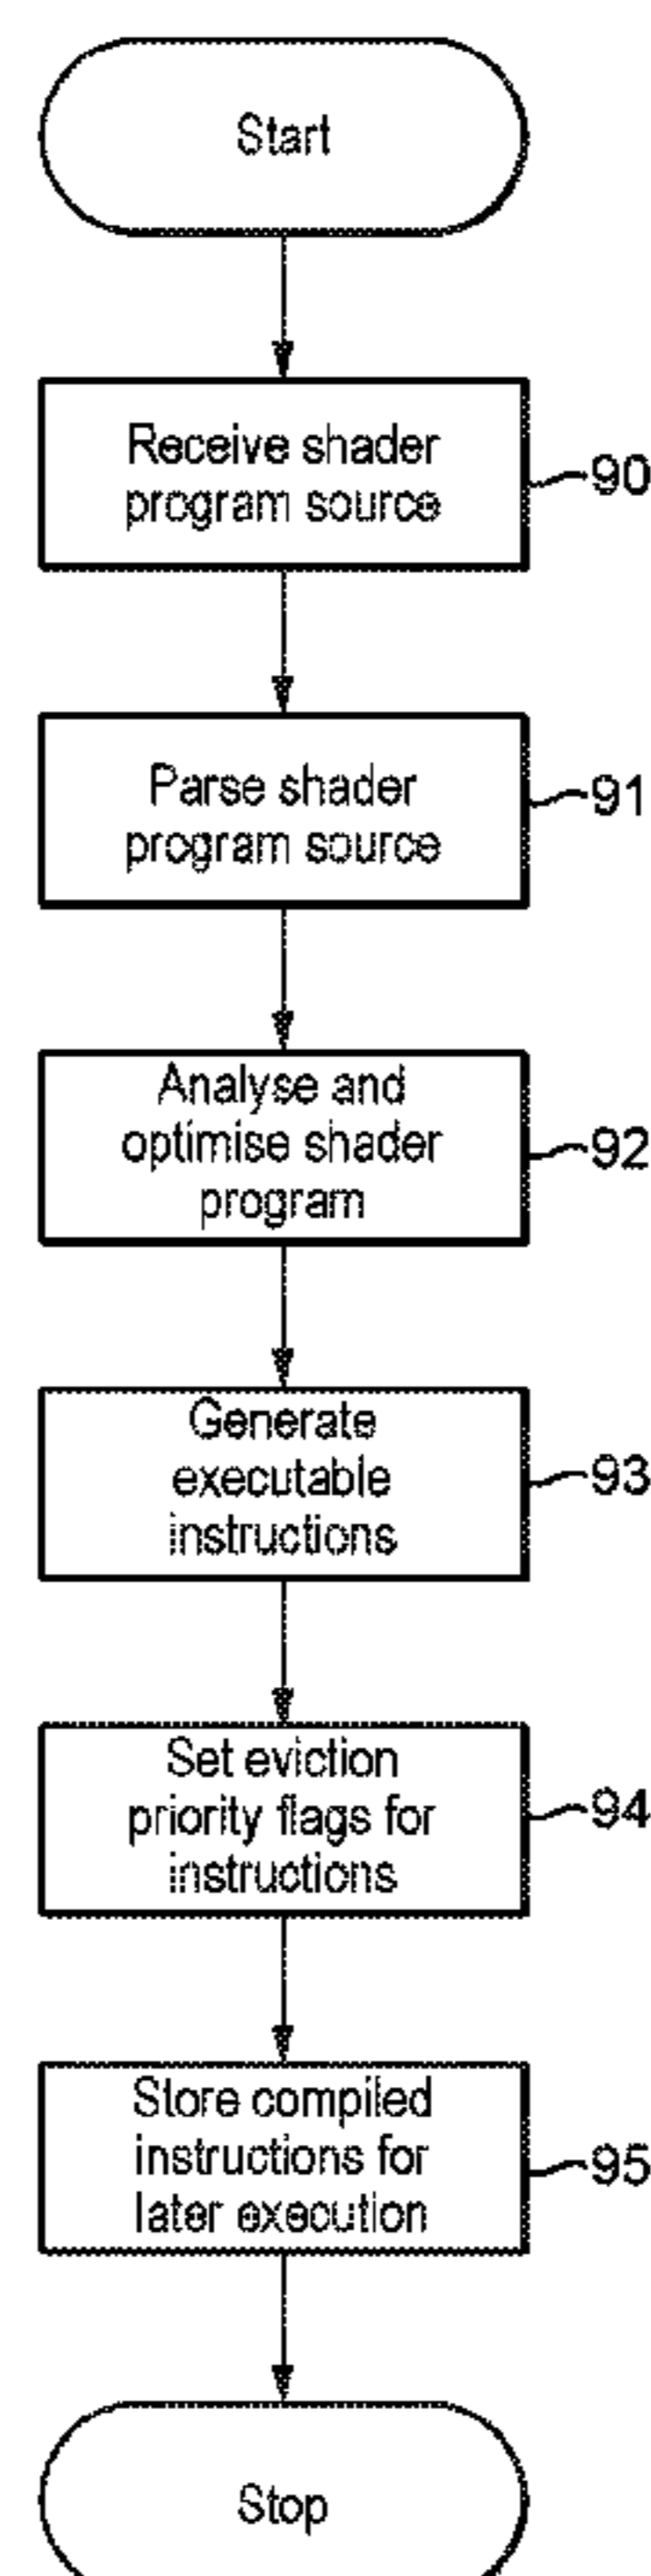 Start
Receive shader
program source
90
Parse shader
program source
91
Analyse and
optimise shader
program
92
Generate
executable
instructions
93
Set eviction
priority flags for
instructions
94
Store compiled
instructions for
later execution
95
Stop